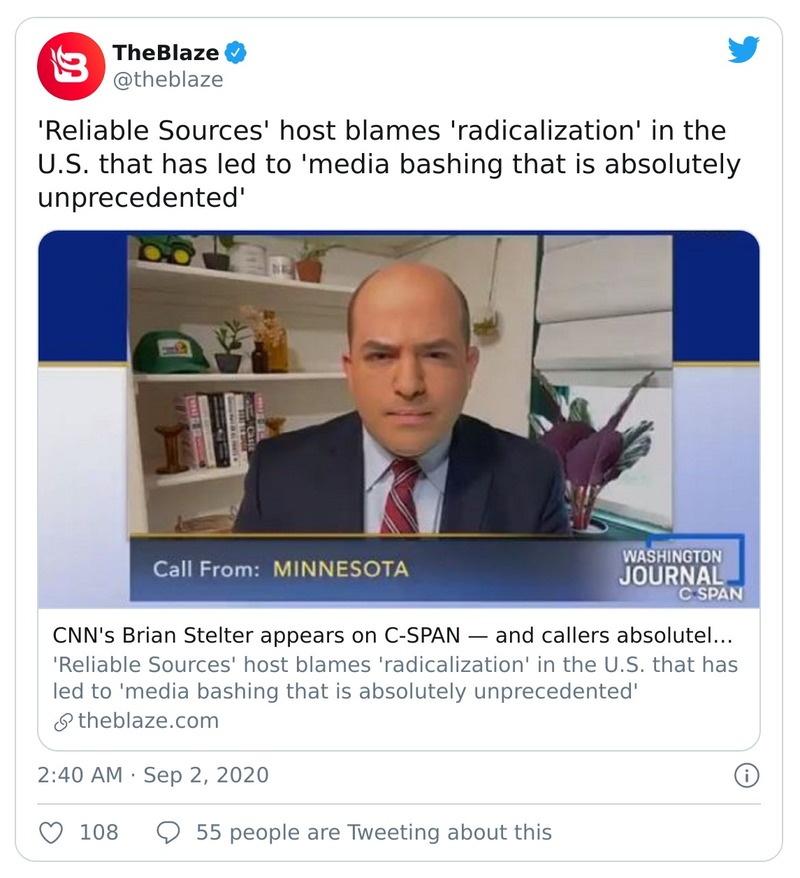 TheBlaze
@theblaze
'Reliable Sources' host blames 'radicalization' in the
U.S. that has led to 'media bashing that is absolutely
unprecedented'
Call From: MINNESOTA
WASHINGTON
JOURNAL
C-SPAN
CNN's Brian Stelter appears on C-SPAN — and callers absolutel...
'Reliable Sources' host blames 'radicalization' in the U.S. that has
led to 'media bashing that is absolutely unprecedented'
theblaze.com
2:40 AM · Sep 2, 2020
108
55 people are Tweeting about this